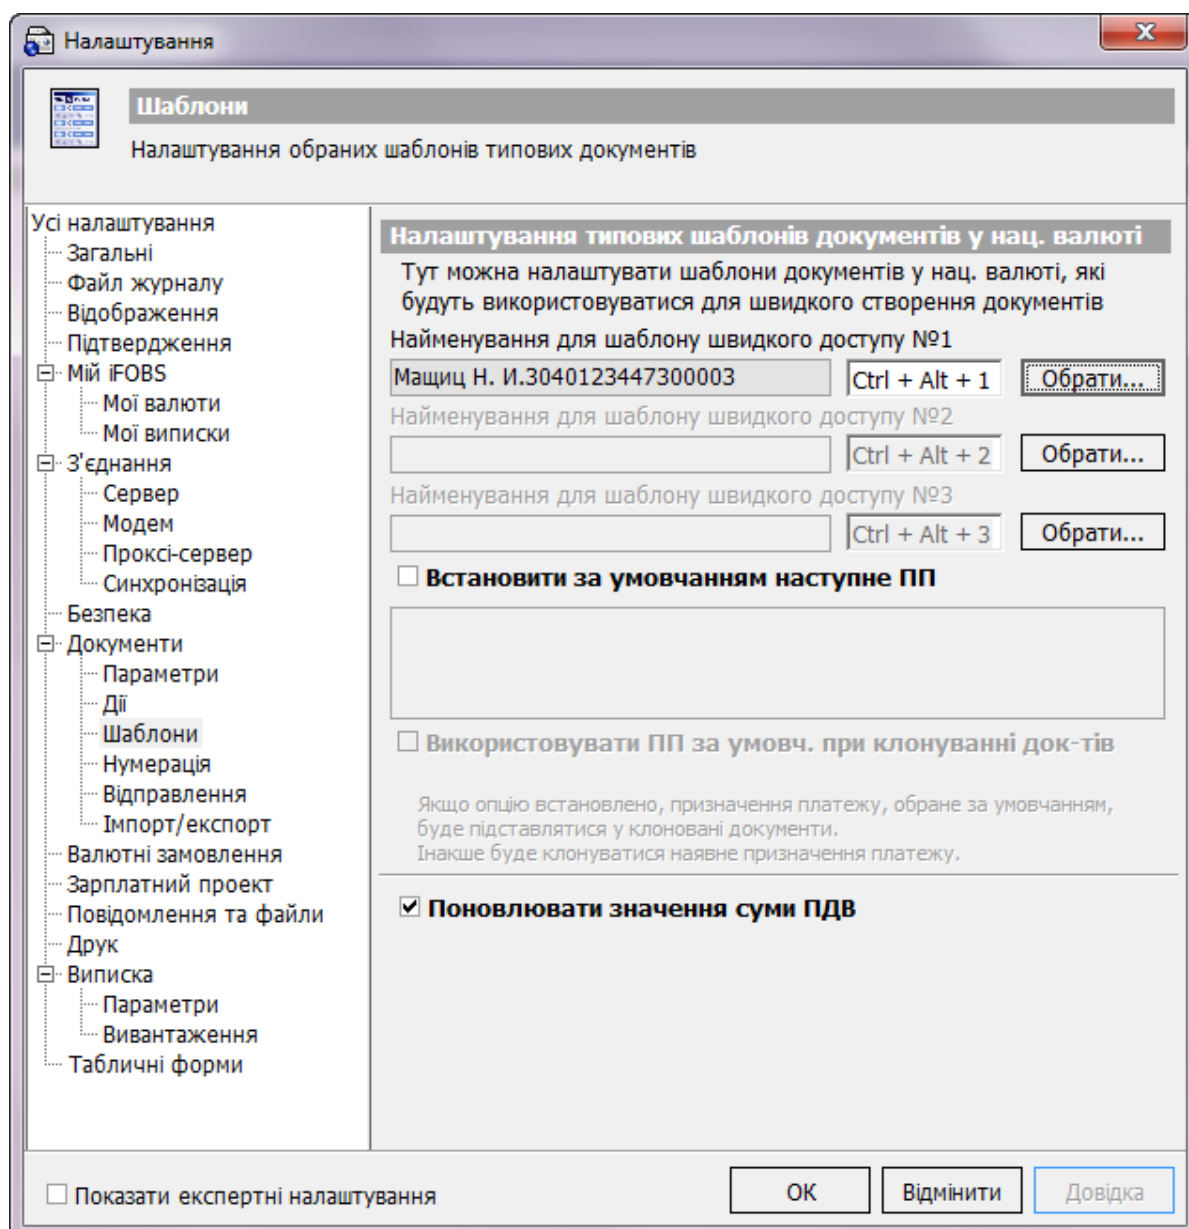 Налаштування
Шаблони
Налаштування обраних шаблонів типових документів
Усі налаштування
Загальні
Файл журналу
Відображення
Підтвердження
Мій iFOBS
Мої валюти
Мої виписки
З'єднання
Сервер
Модем
Проксі-сервер
Синхронізація
Безпека
Документи
Параметри
Дії
Шаблони
Нумерація
Відправлення
Імпорт/експорт
Валютні замовлення
Зарплатний проект
Повідомлення та файли
Друк
Виписка
Параметри
Вивантаження
Табличні форми
Налаштування типових шаблонів документів у нац. валюті
Тут можна налаштувати шаблони документів у нац. валюті, які
будуть використовуватися для швидкого створення документів
Найменування для шаблону швидкого доступу №1
Мащиц Н. И.3040123447300003 Ctrl + Alt + 1 Обрати...
Найменування для шаблону швидкого доступу №2
Ctrl + Alt + 2 Обрати...
Найменування для шаблону швидкого доступу №3
Ctrl + Alt + 3 Обрати...
Встановити за умовчанням наступне ПП
Використовувати ПП за умовч. при клонуванні док-тів
Якщо опцію встановлено, призначення платежу, обране за умовчанням,
буде підставлятися у клоновані документи.
Інакше буде клонуватися наявне призначення платежу.
Поновлювати значення суми ПДВ
Показати експертні налаштування OK Відмінити Довідка